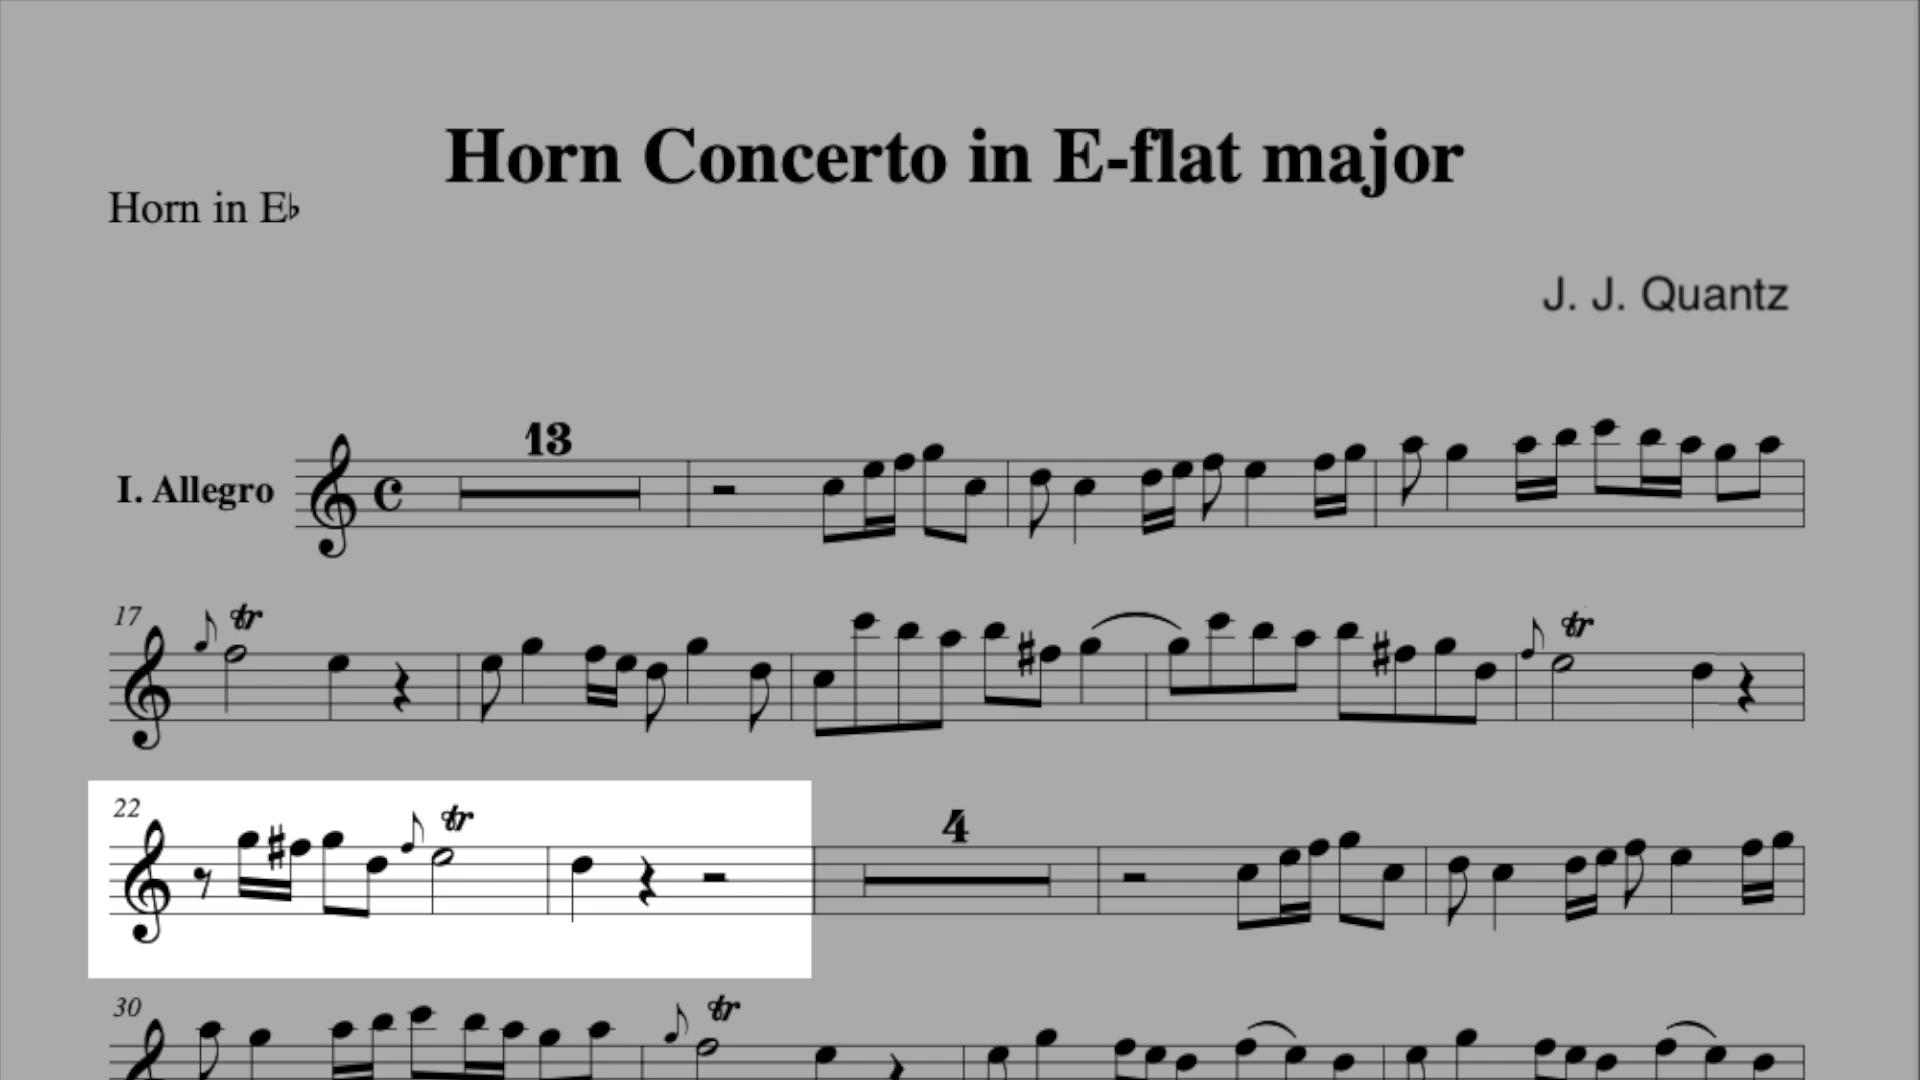 Horn Concerto in E-flat major
Horn in E♭
J. J. Quantz
13
I. Allegro
17
tr
tr
22
tr
4
30
tr